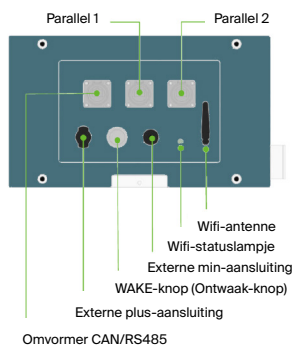 Parallel 1
Parallel 2
Wifi-antenne
Wifi-statuslampje
Externe min-aansluiting
WAKE-knop (Ontwaak-knop)
Externe plus-aansluiting
Omvormer CAN/RS485